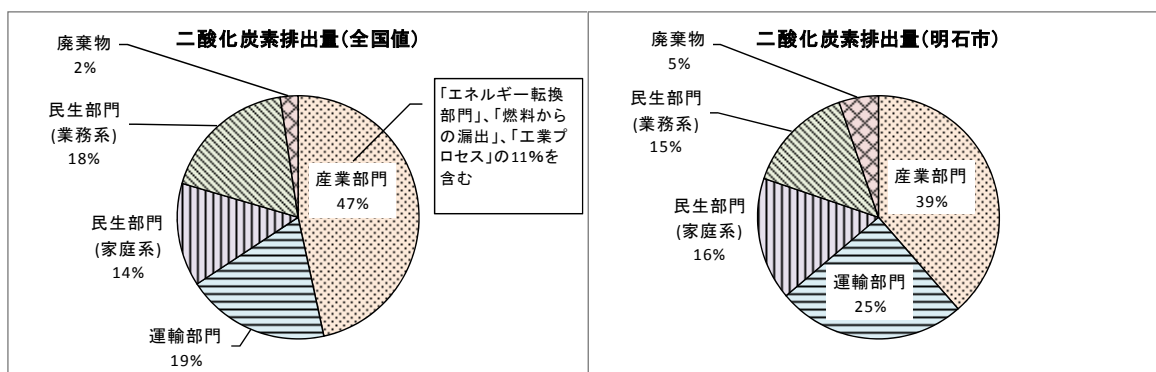 二酸化炭素排出量(全国値)
廃棄物
2%
民生部門
(業務系)
18%
民生部門
(家庭系)
14%
運輸部門
19%
産業部門
47%
「エネルギー転換
部門」、「燃料から
の漏出」、「工業プ
ロセス」の11%を
含む
二酸化炭素排出量(明石市)
廃棄物
5%
民生部門
(業務系)
15%
民生部門
(家庭系)
16%
運輸部門
25%
産業部門
39%